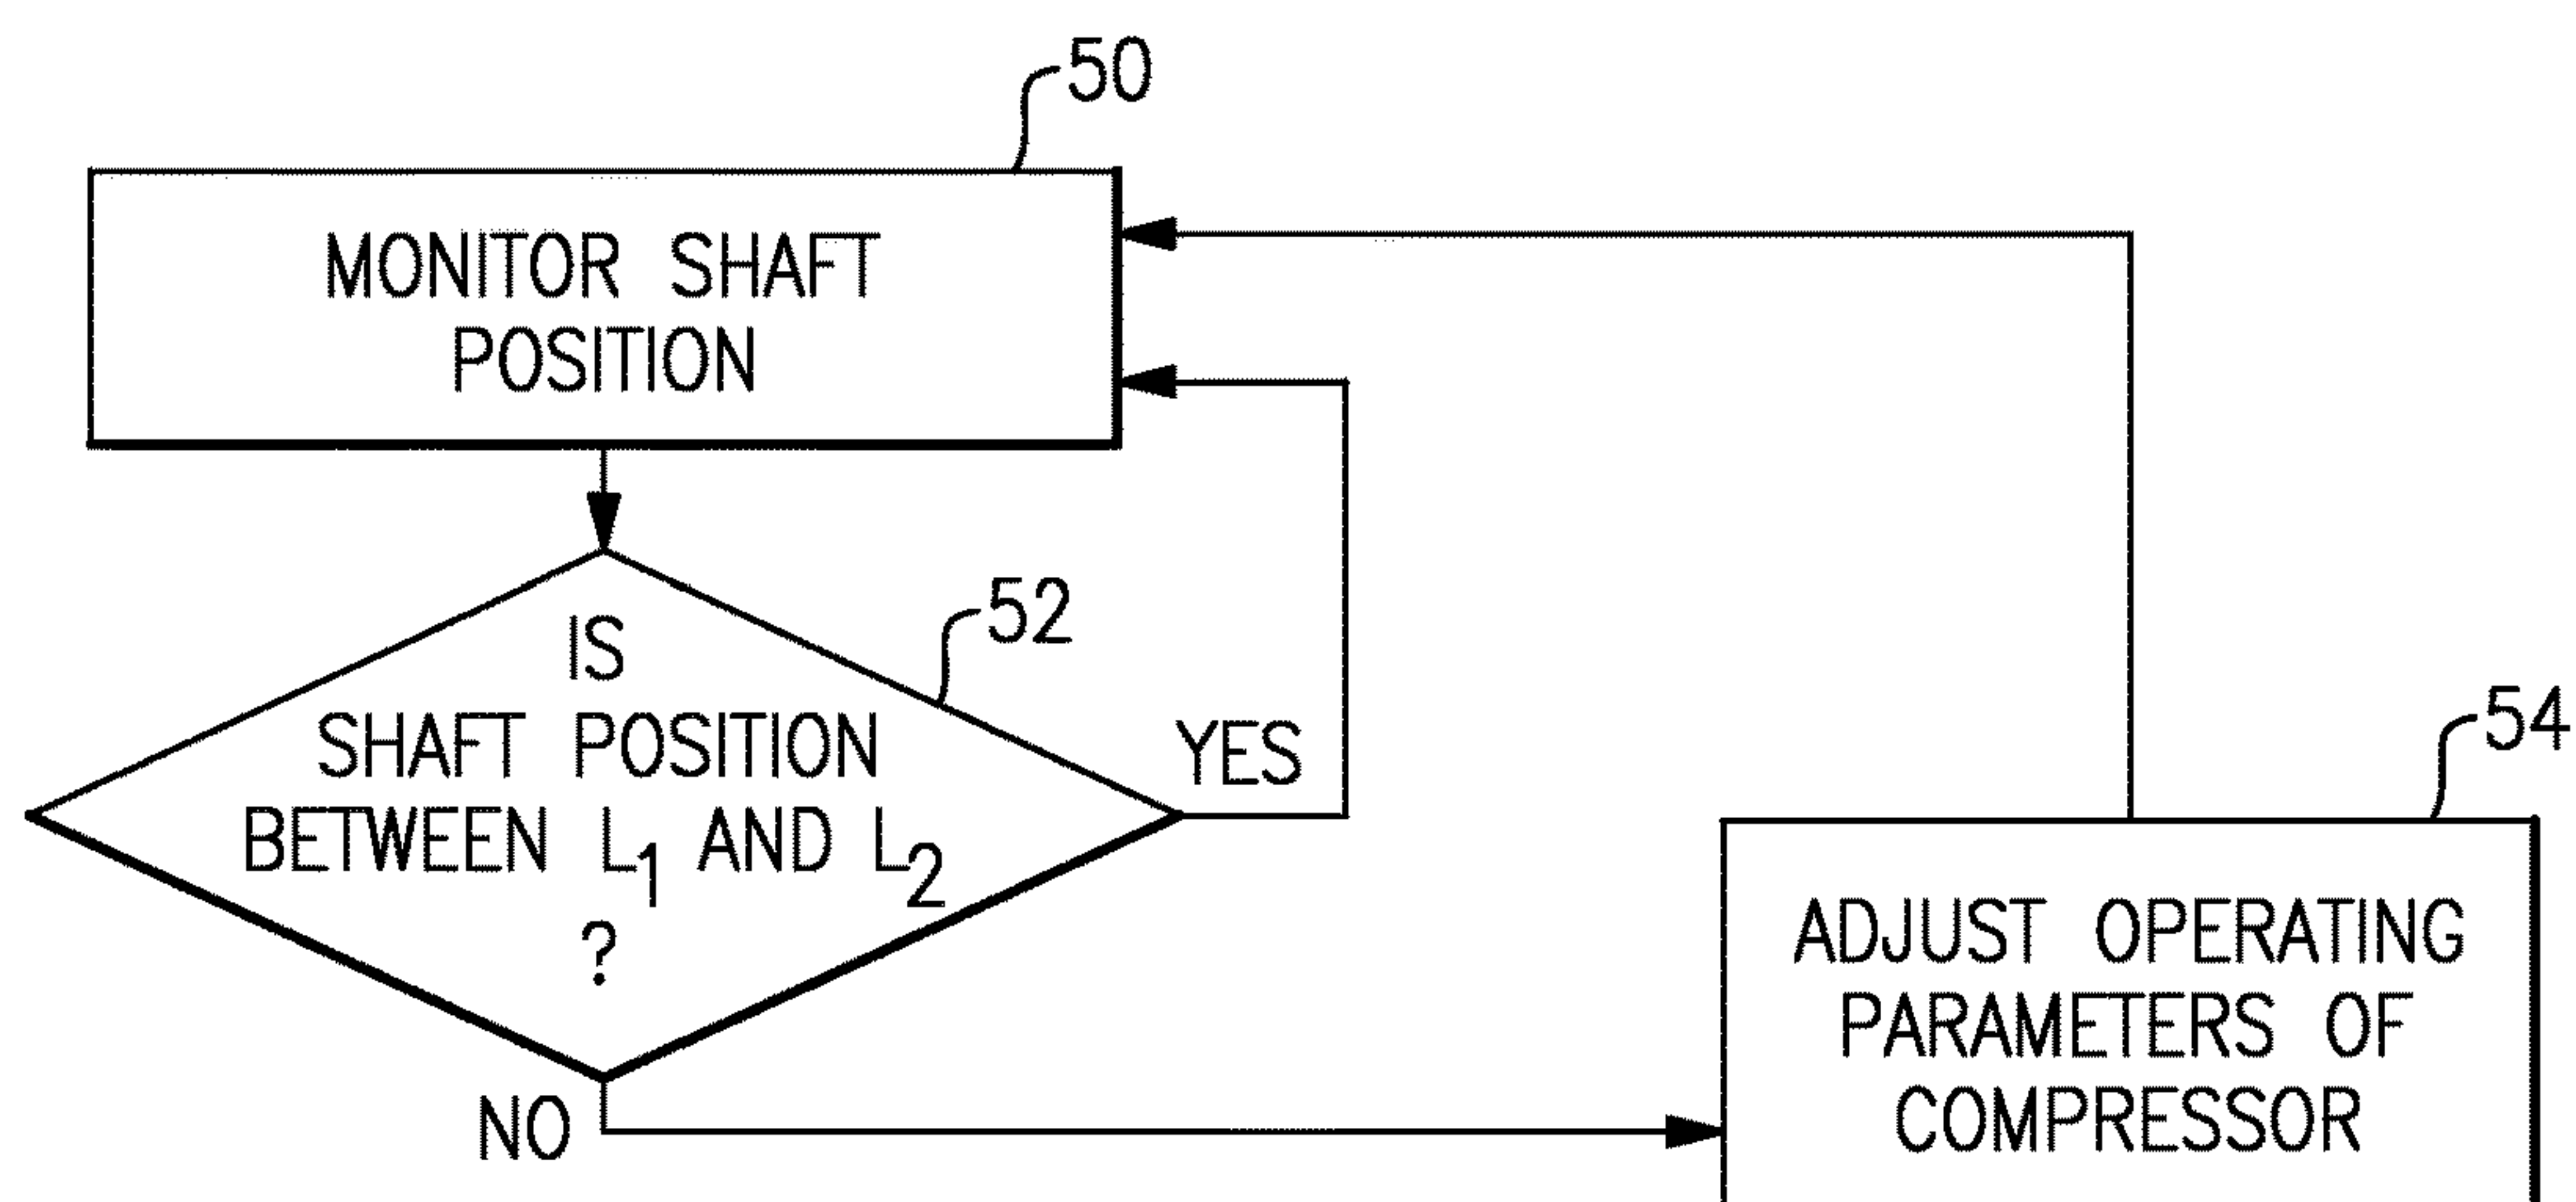 50
MONITOR SHAFT
POSITION
52
IS
SHAFT POSITION
BETWEEN L₁ AND L₂
?
YES
NO
54
ADJUST OPERATING
PARAMETERS OF
COMPRESSOR